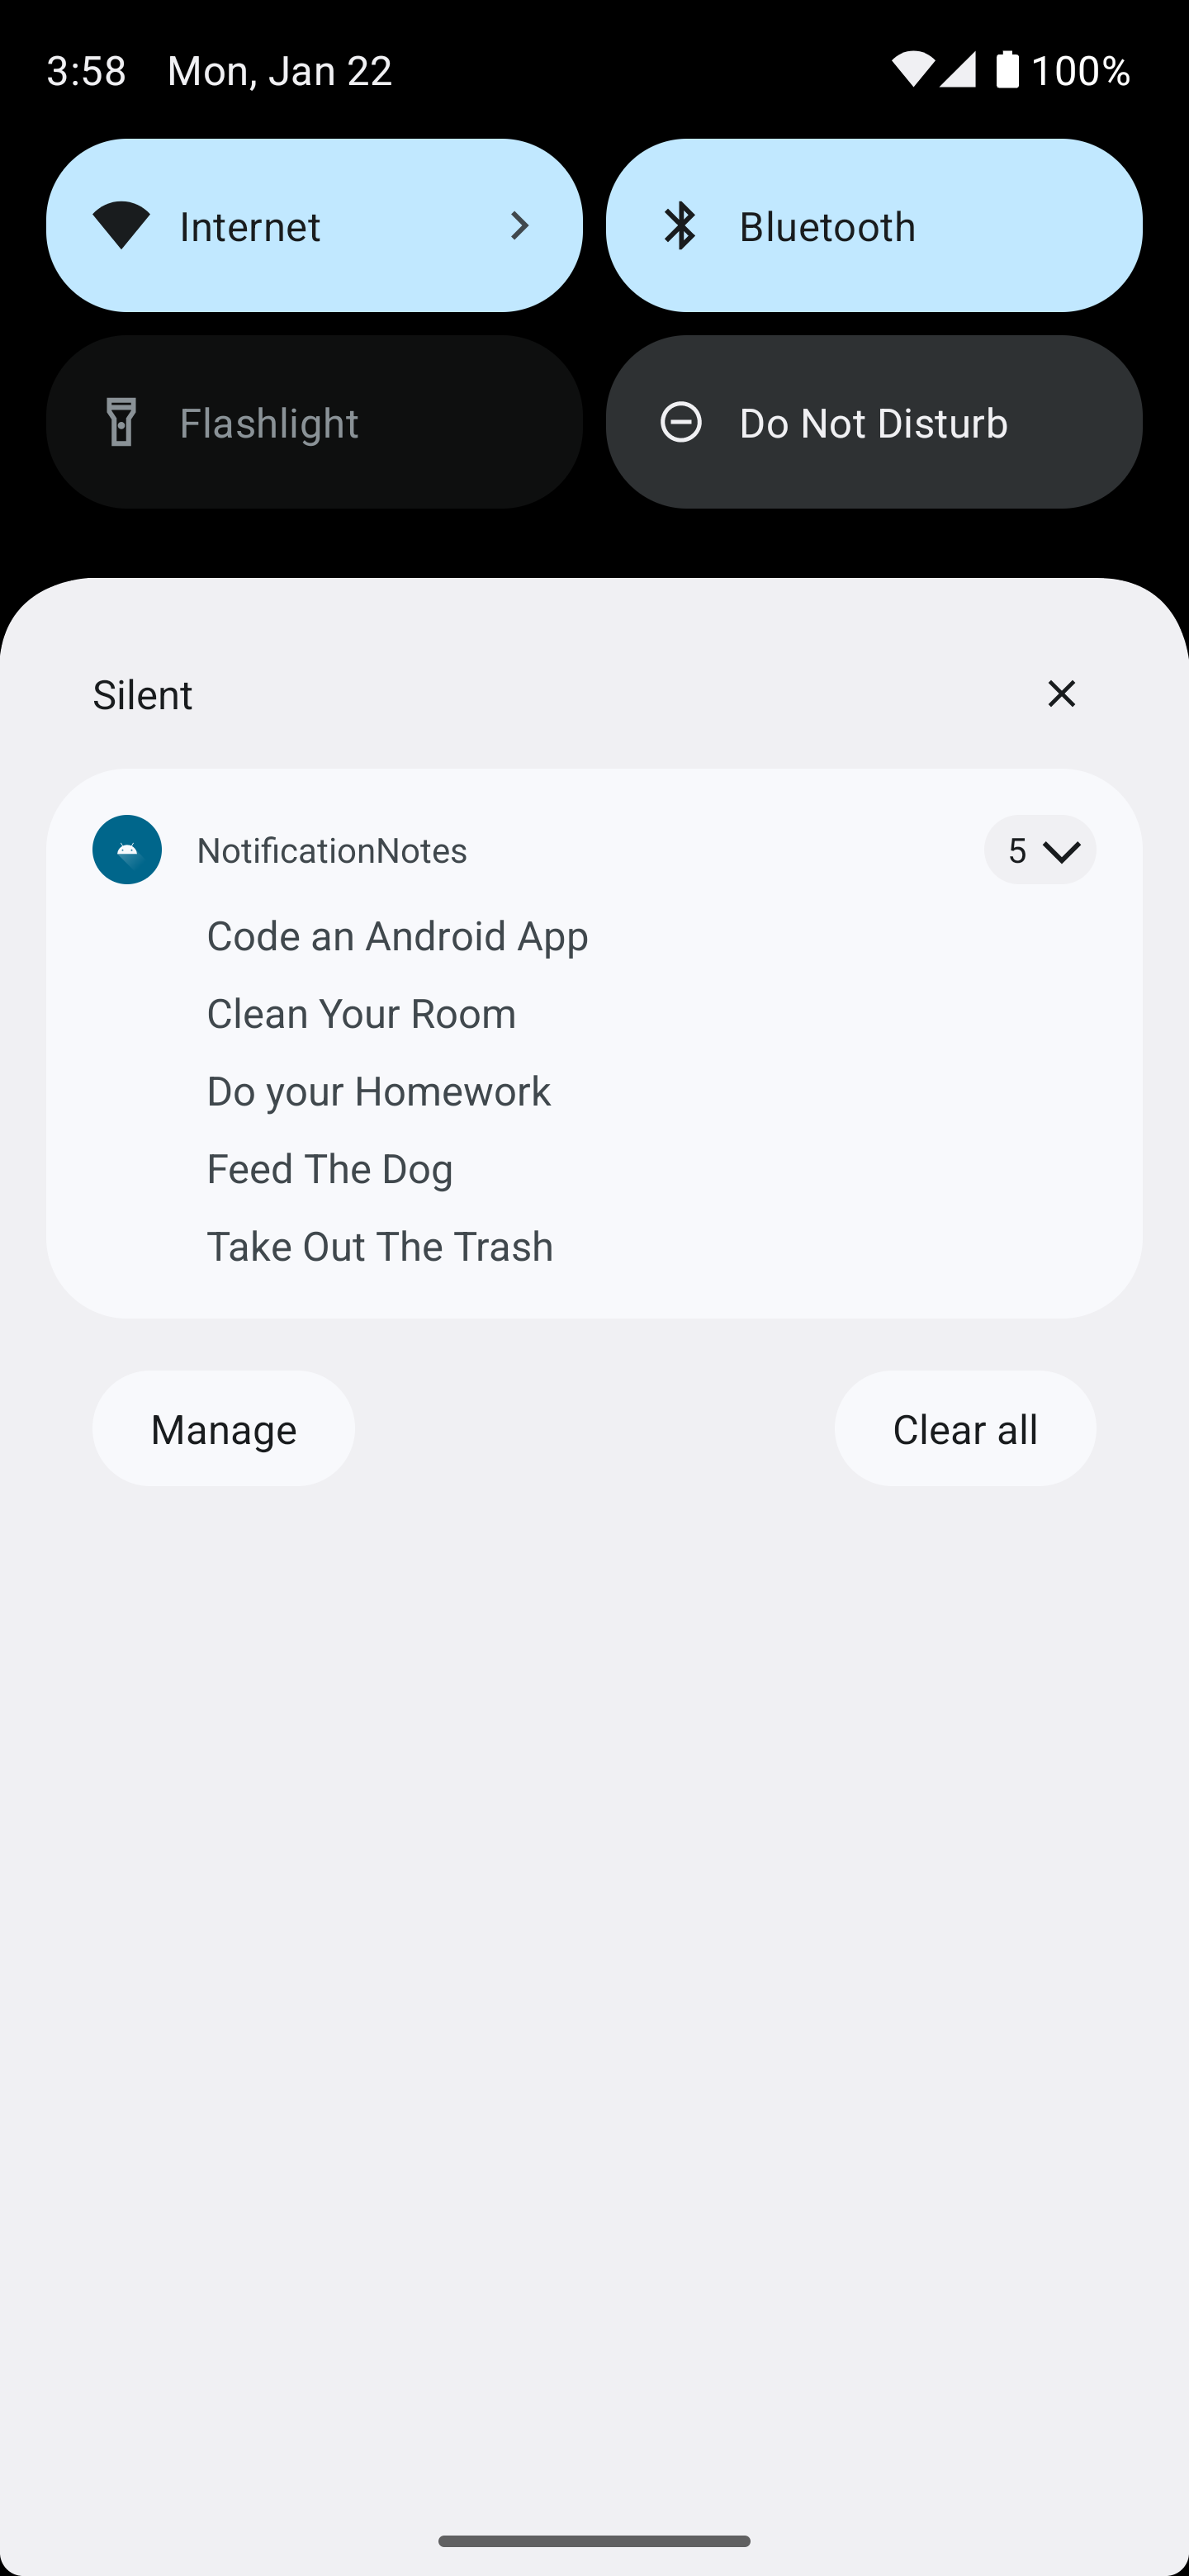 3:58 Mon, Jan 22 100%
Internet Bluetooth
Flashlight Do Not Disturb
Silent
NotificationNotes 5
Code an Android App
Clean Your Room
Do your Homework
Feed The Dog
Take Out The Trash
Manage Clear all